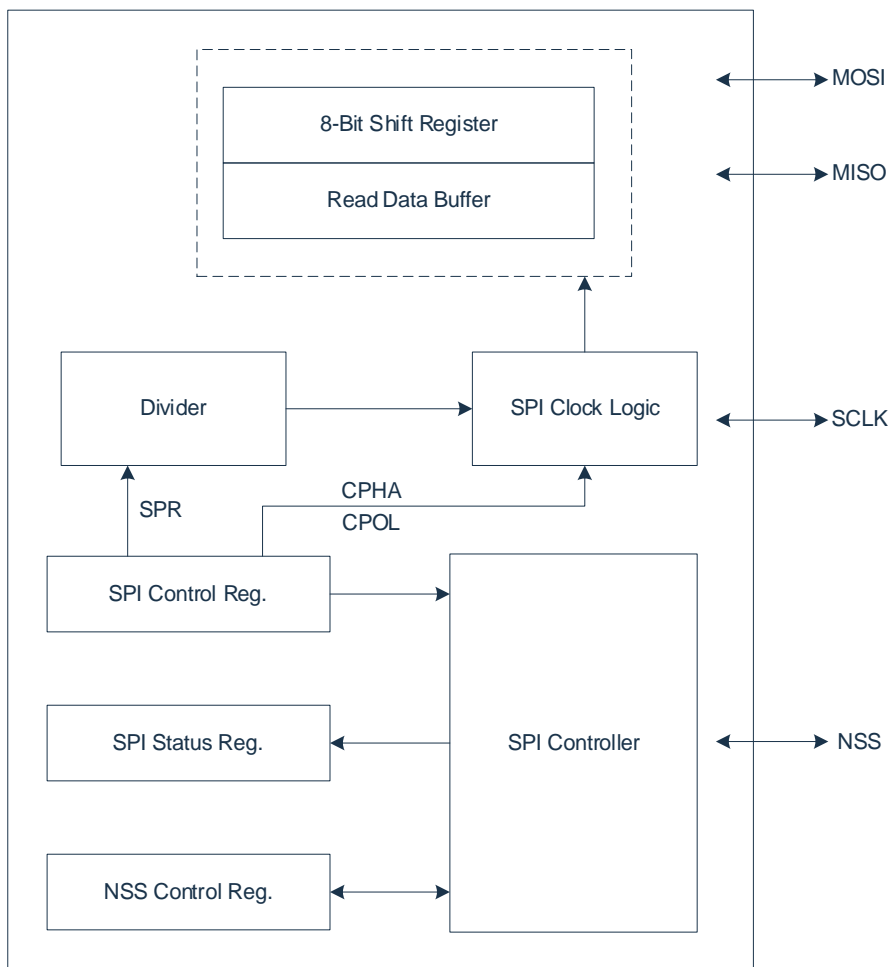 MOSI
8-Bit Shift Register
MISO
Read Data Buffer
Divider
SPI Clock Logic
SCLK
SPR
CPHA
CPOL
SPI Control Reg.
SPI Status Reg.
SPI Controller
NSS
NSS Control Reg.